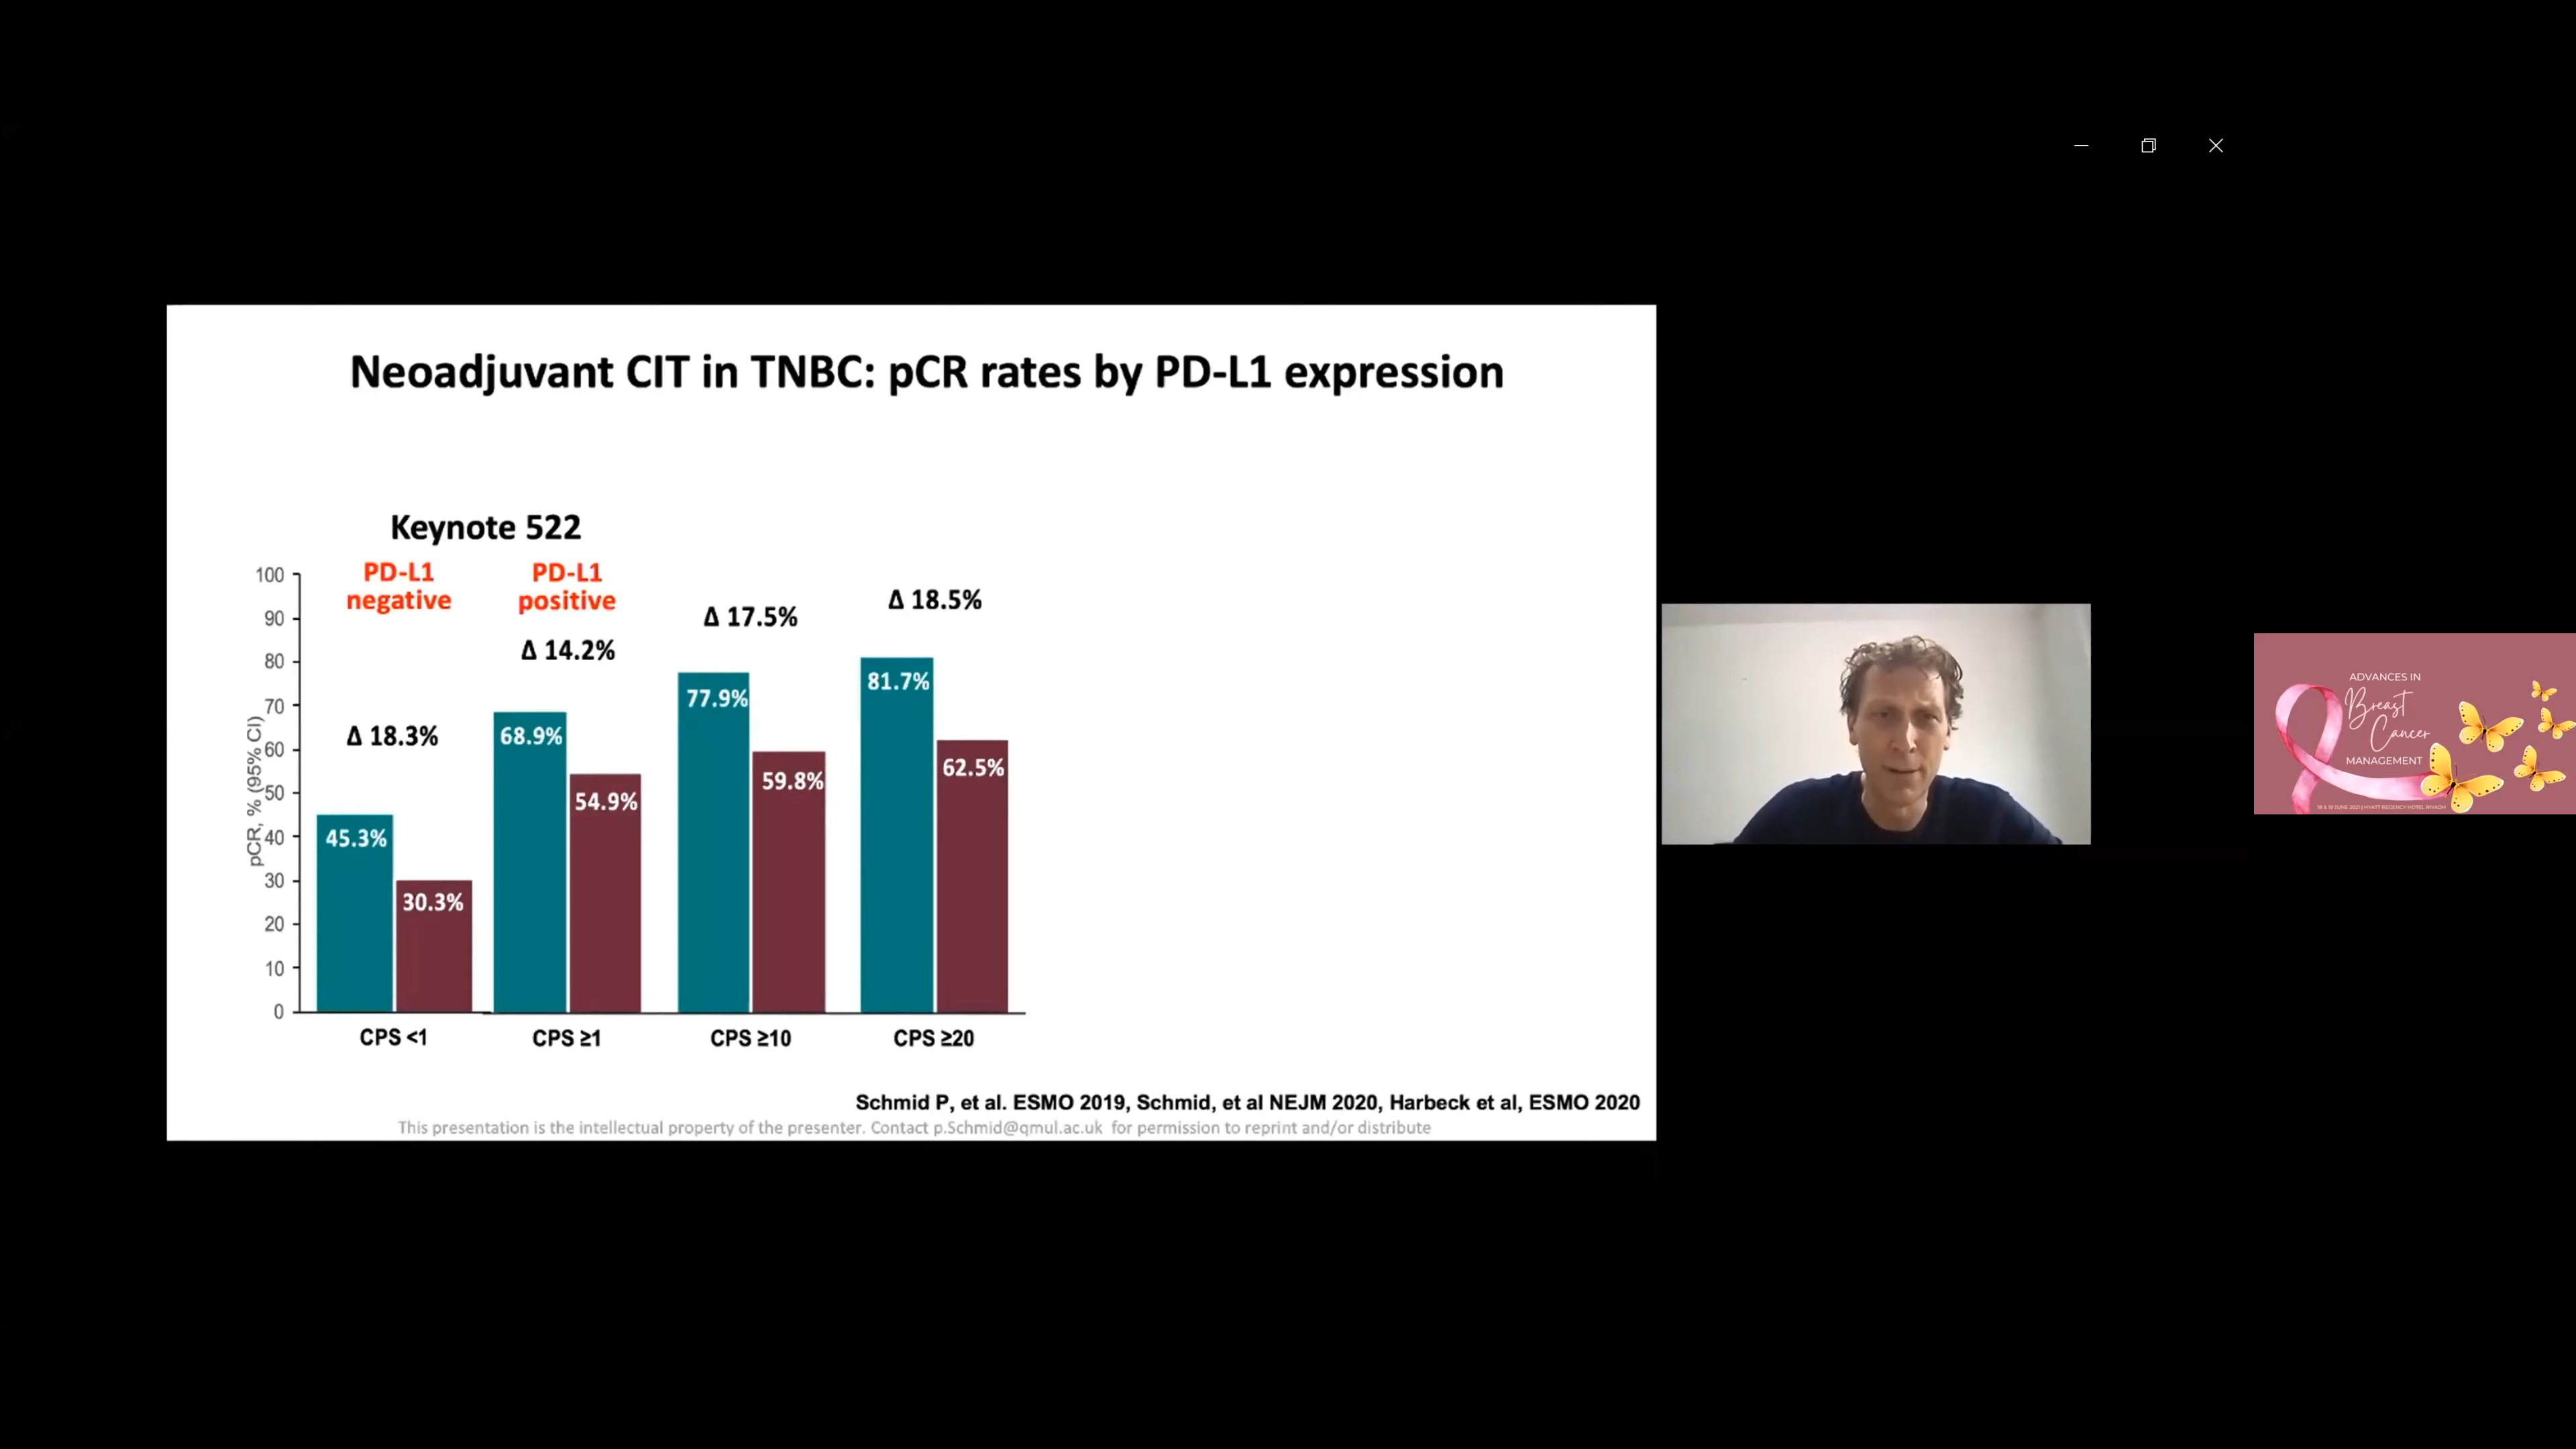 Neoadjuvant CIT in TNBC: pCR rates by PD-L1 expression
Keynote 522
PD-L1
negative
PD-L1
positive
Δ 18.3%
Δ 14.2%
Δ 17.5%
Δ 18.5%
pCR, % (95% CI)
100
90
80
70
60
50
40
30
20
10
0
45.3%
30.3%
68.9%
54.9%
77.9%
59.8%
81.7%
62.5%
CPS <1
CPS ≥1
CPS ≥10
CPS ≥20
Schmid P, et al. ESMO 2019, Schmid, et al NEJM 2020, Harbeck et al, ESMO 2020
This presentation is the intellectual property of the presenter. Contact p.Schmid@qmul.ac.uk for permission to reprint and/or distribute
ADVANCES IN
Breast
Cancer
MANAGEMENT
HYATT REGENCY HOTEL RIYADH